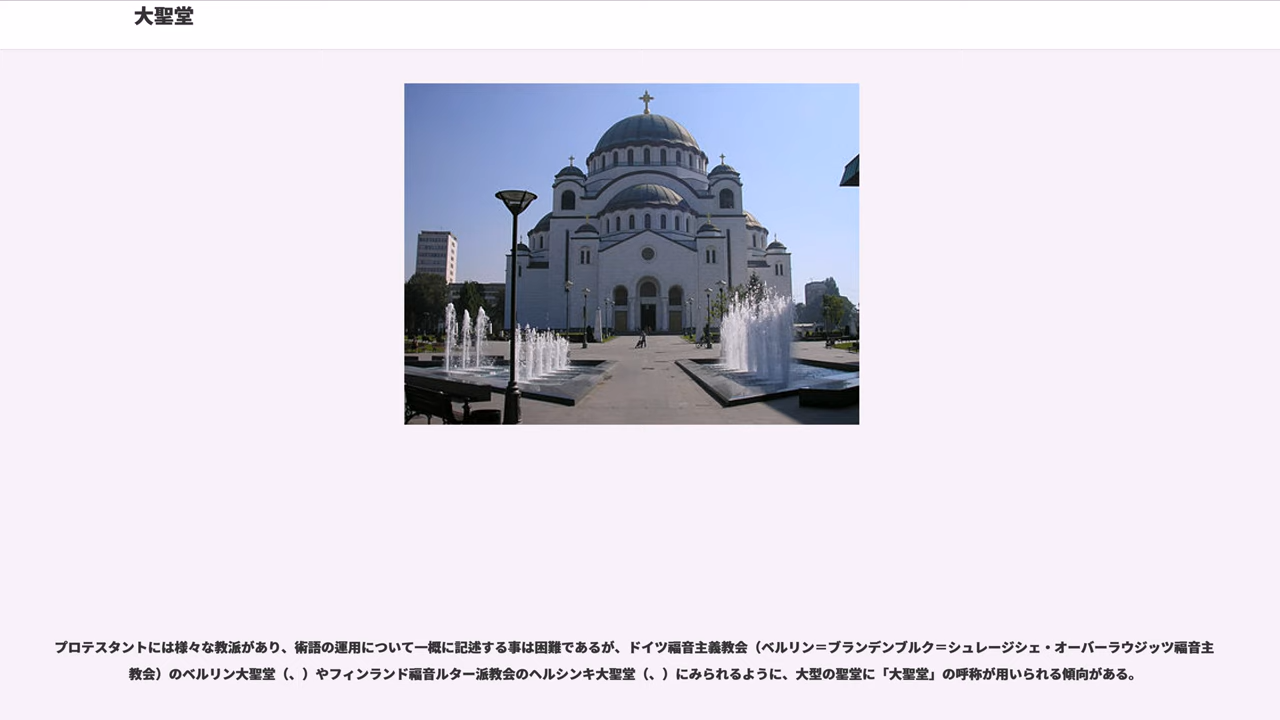 大聖堂
プロテスタントには様々な教派があり、術語の運用について一概に記述する事は困難であるが、ドイツ福音主義教会（ベルリン＝ブランデンブルク＝シュレージシェ・オーバーラウジッツ福音主
教会）のベルリン大聖堂（、）やフィンランド福音ルター派教会のヘルシンキ大聖堂（、）にみられるように、大型の聖堂に「大聖堂」の呼称が用いられる傾向がある。